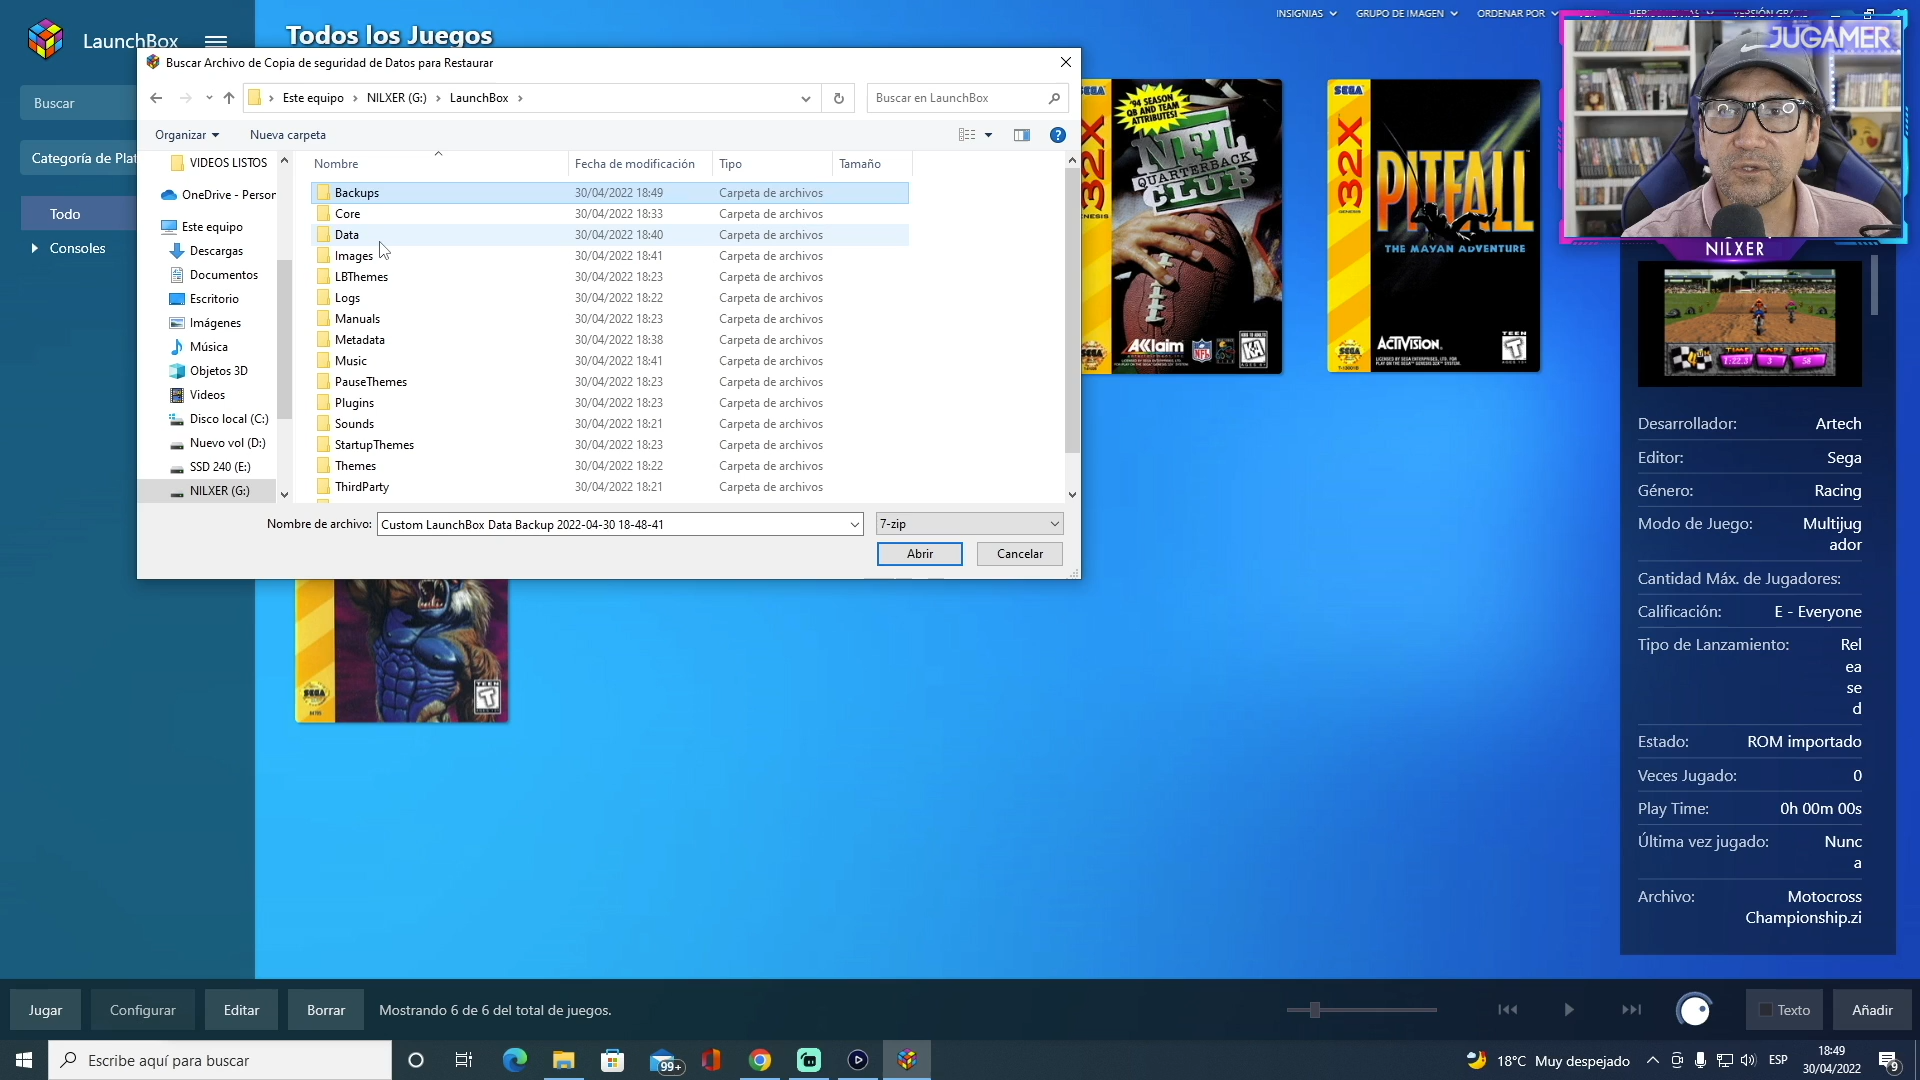 LaunchBox
Todos los Juegos
INSIGNIAS
GRUPO DE IMAGEN
ORDENAR POR
JUGAMER
NILXER
Buscar
Categoría de Plat
Todo
Consoles
Buscar Archivo de Copia de seguridad de Datos para Restaurar
Este equipo › NILXER (G:) › LaunchBox ›
Buscar en LaunchBox
Organizar
Nueva carpeta
VIDEOS LISTOS
OneDrive - Person
Este equipo
Descargas
Documentos
Escritorio
Imágenes
Música
Objetos 3D
Videos
Disco local (C:)
Nuevo vol (D:)
SSD 240 (E:)
NILXER (G:)
Nombre Fecha de modificación Tipo Tamaño
Backups 30/04/2022 18:49 Carpeta de archivos
Core 30/04/2022 18:33 Carpeta de archivos
Data 30/04/2022 18:40 Carpeta de archivos
Images 30/04/2022 18:41 Carpeta de archivos
LBThemes 30/04/2022 18:23 Carpeta de archivos
Logs 30/04/2022 18:22 Carpeta de archivos
Manuals 30/04/2022 18:23 Carpeta de archivos
Metadata 30/04/2022 18:38 Carpeta de archivos
Music 30/04/2022 18:41 Carpeta de archivos
PauseThemes 30/04/2022 18:23 Carpeta de archivos
Plugins 30/04/2022 18:23 Carpeta de archivos
Sounds 30/04/2022 18:21 Carpeta de archivos
StartupThemes 30/04/2022 18:23 Carpeta de archivos
Themes 30/04/2022 18:22 Carpeta de archivos
ThirdParty 30/04/2022 18:21 Carpeta de archivos
Nombre de archivo: Custom LaunchBox Data Backup 2022-04-30 18-48-41
7-zip
Abrir
Cancelar
'94 SEASON
QB AND TEAM
ATTRIBUTES!
NFL
QUARTERBACK
CLUB
AKKlaim
KA
SEGA
32X
PITFALL
THE MAYAN ADVENTURE
ACTIVISION
TEEN
T
SEGA
TEEN
T
SEGA
Desarrollador: Artech
Editor: Sega
Género: Racing
Modo de Juego: Multijug
ador
Cantidad Máx. de Jugadores:
Calificación: E - Everyone
Tipo de Lanzamiento: Rel
ea
se
d
Estado: ROM importado
Veces Jugado: 0
Play Time: 0h 00m 00s
Última vez jugado: Nunc
a
Archivo: Motocross
Championship.zi
Jugar
Configurar
Editar
Borrar
Mostrando 6 de 6 del total de juegos.
Texto
Añadir
Escribe aquí para buscar
99+
18°C Muy despejado
ESP
18:49
30/04/2022
9